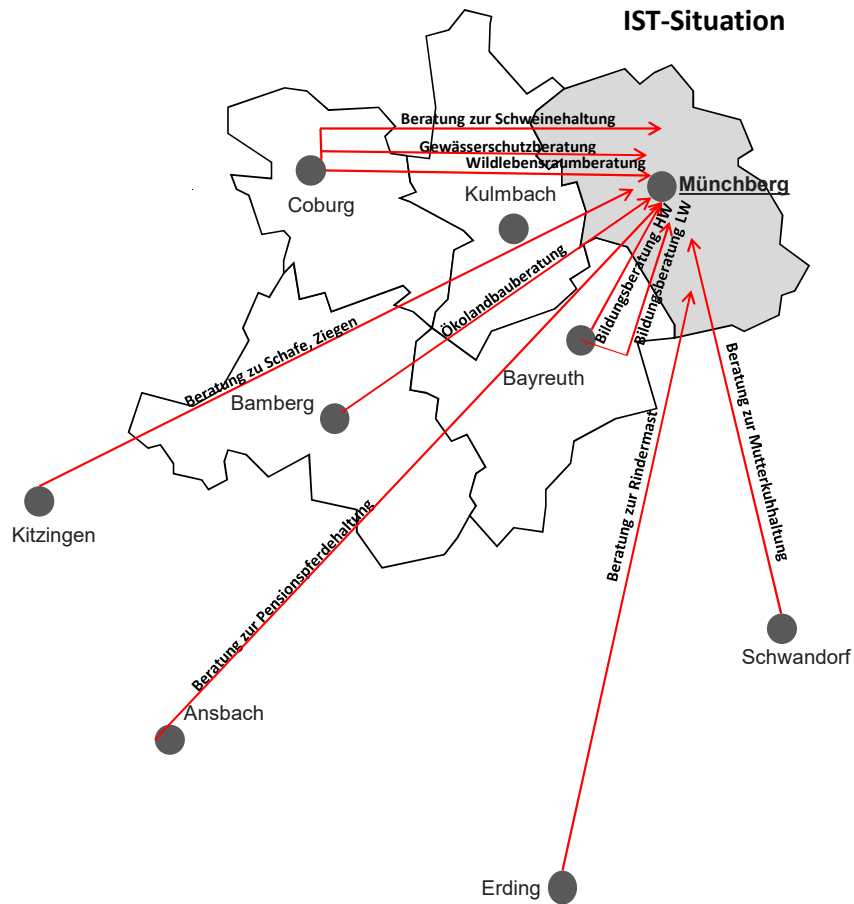 IST-Situation
Beratung zur Schweinehaltung
Gewässerschutzberatung
Wildlebensraumberatung
Münchberg
Coburg
Kulmbach
Bildungsberatung HW
Bildungsberatung LW
Ökolandbauberatung
Beratung zu Schafe, Ziegen
Bayreuth
Bamberg
Beratung zur Mutterkuhhaltung
Beratung zur Rindermast
Kitzingen
Beratung zur Pensionspferdehaltung
Schwandorf
Ansbach
Erding